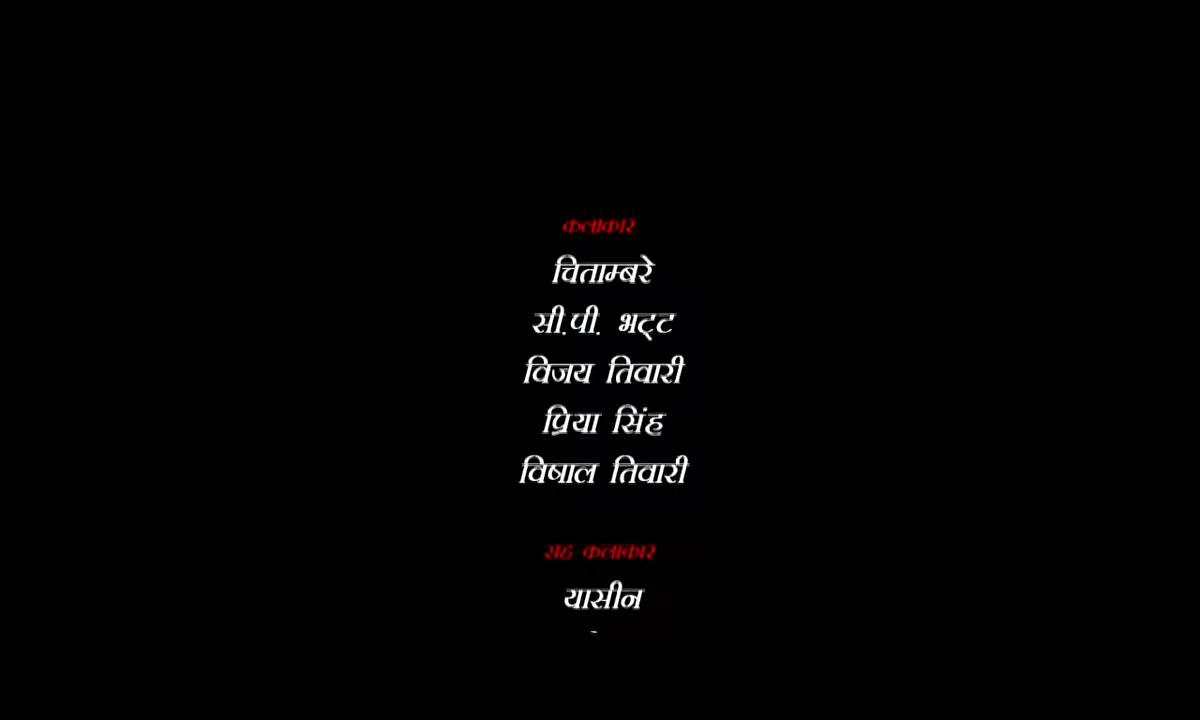 कलाकार
चिताम्बरे
सी.पी. भट्ट
विजय तिवारी
प्रिया सिंह
विषाल तिवारी
सह कलाकार
यासीन